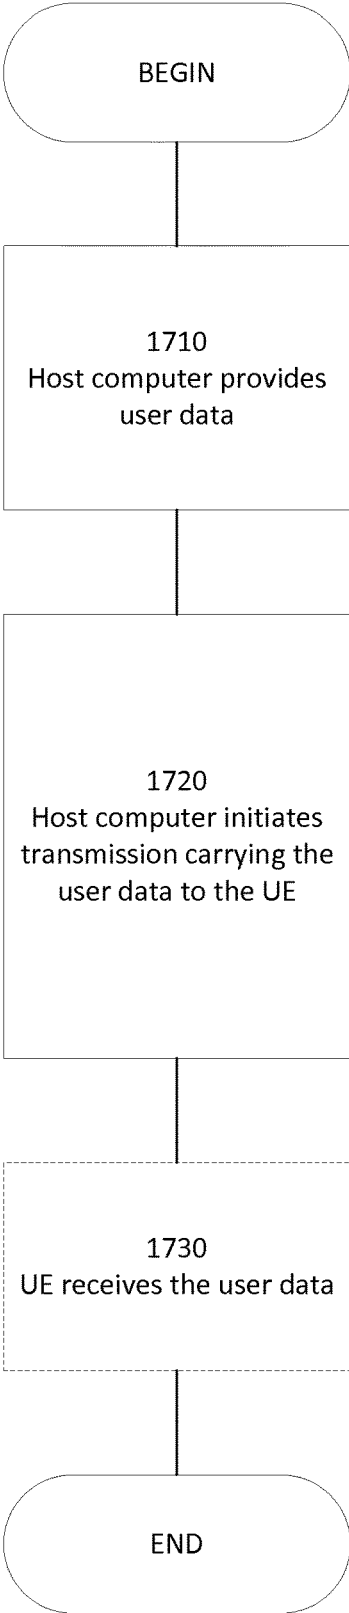 BEGIN
1710
Host computer provides
user data
1720
Host computer initiates
transmission carrying the
user data to the UE
1730
UE receives the user data
END